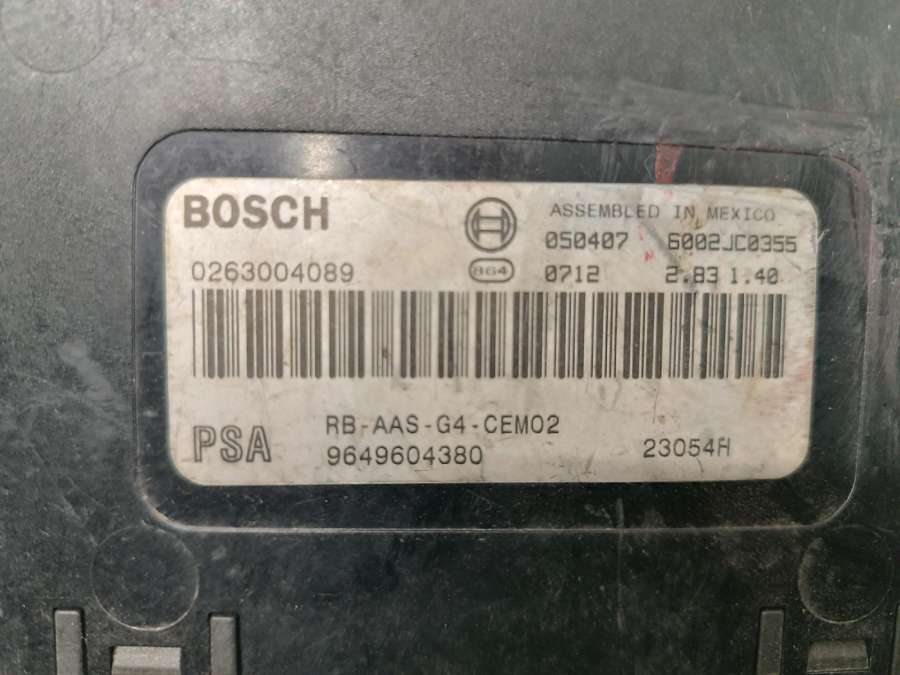 BOSCH
ASSEMBLED IN MEXICO
050407 6002JC0355
0263004089
864
0712 2.83 1.40
PSA
RB-AAS-G4-CEM02
9649604380
23054H